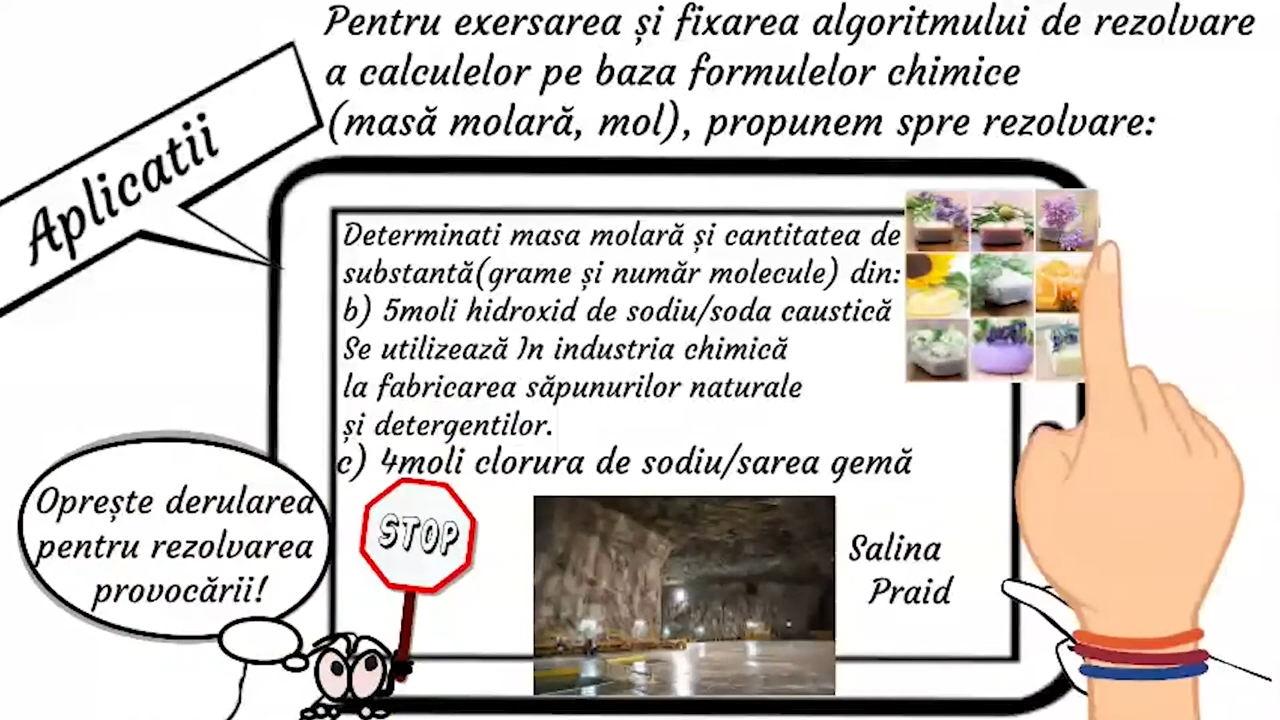 Pentru exersarea și fixarea algoritmului de rezolvare
a calculelor pe baza formulelor chimice
(masă molară, mol), propunem spre rezolvare:
Aplicatii
Determinati masa molară și cantitatea de
substantă(grame și număr molecule) din:
b) 5moli hidroxid de sodiu/soda caustică
Se utilizează In industria chimică
la fabricarea săpunurilor naturale
și detergentilor.
c) 4moli clorura de sodiu/sarea gemă
Oprește derularea
pentru rezolvarea
provocării!
STOP
Salina
Praid